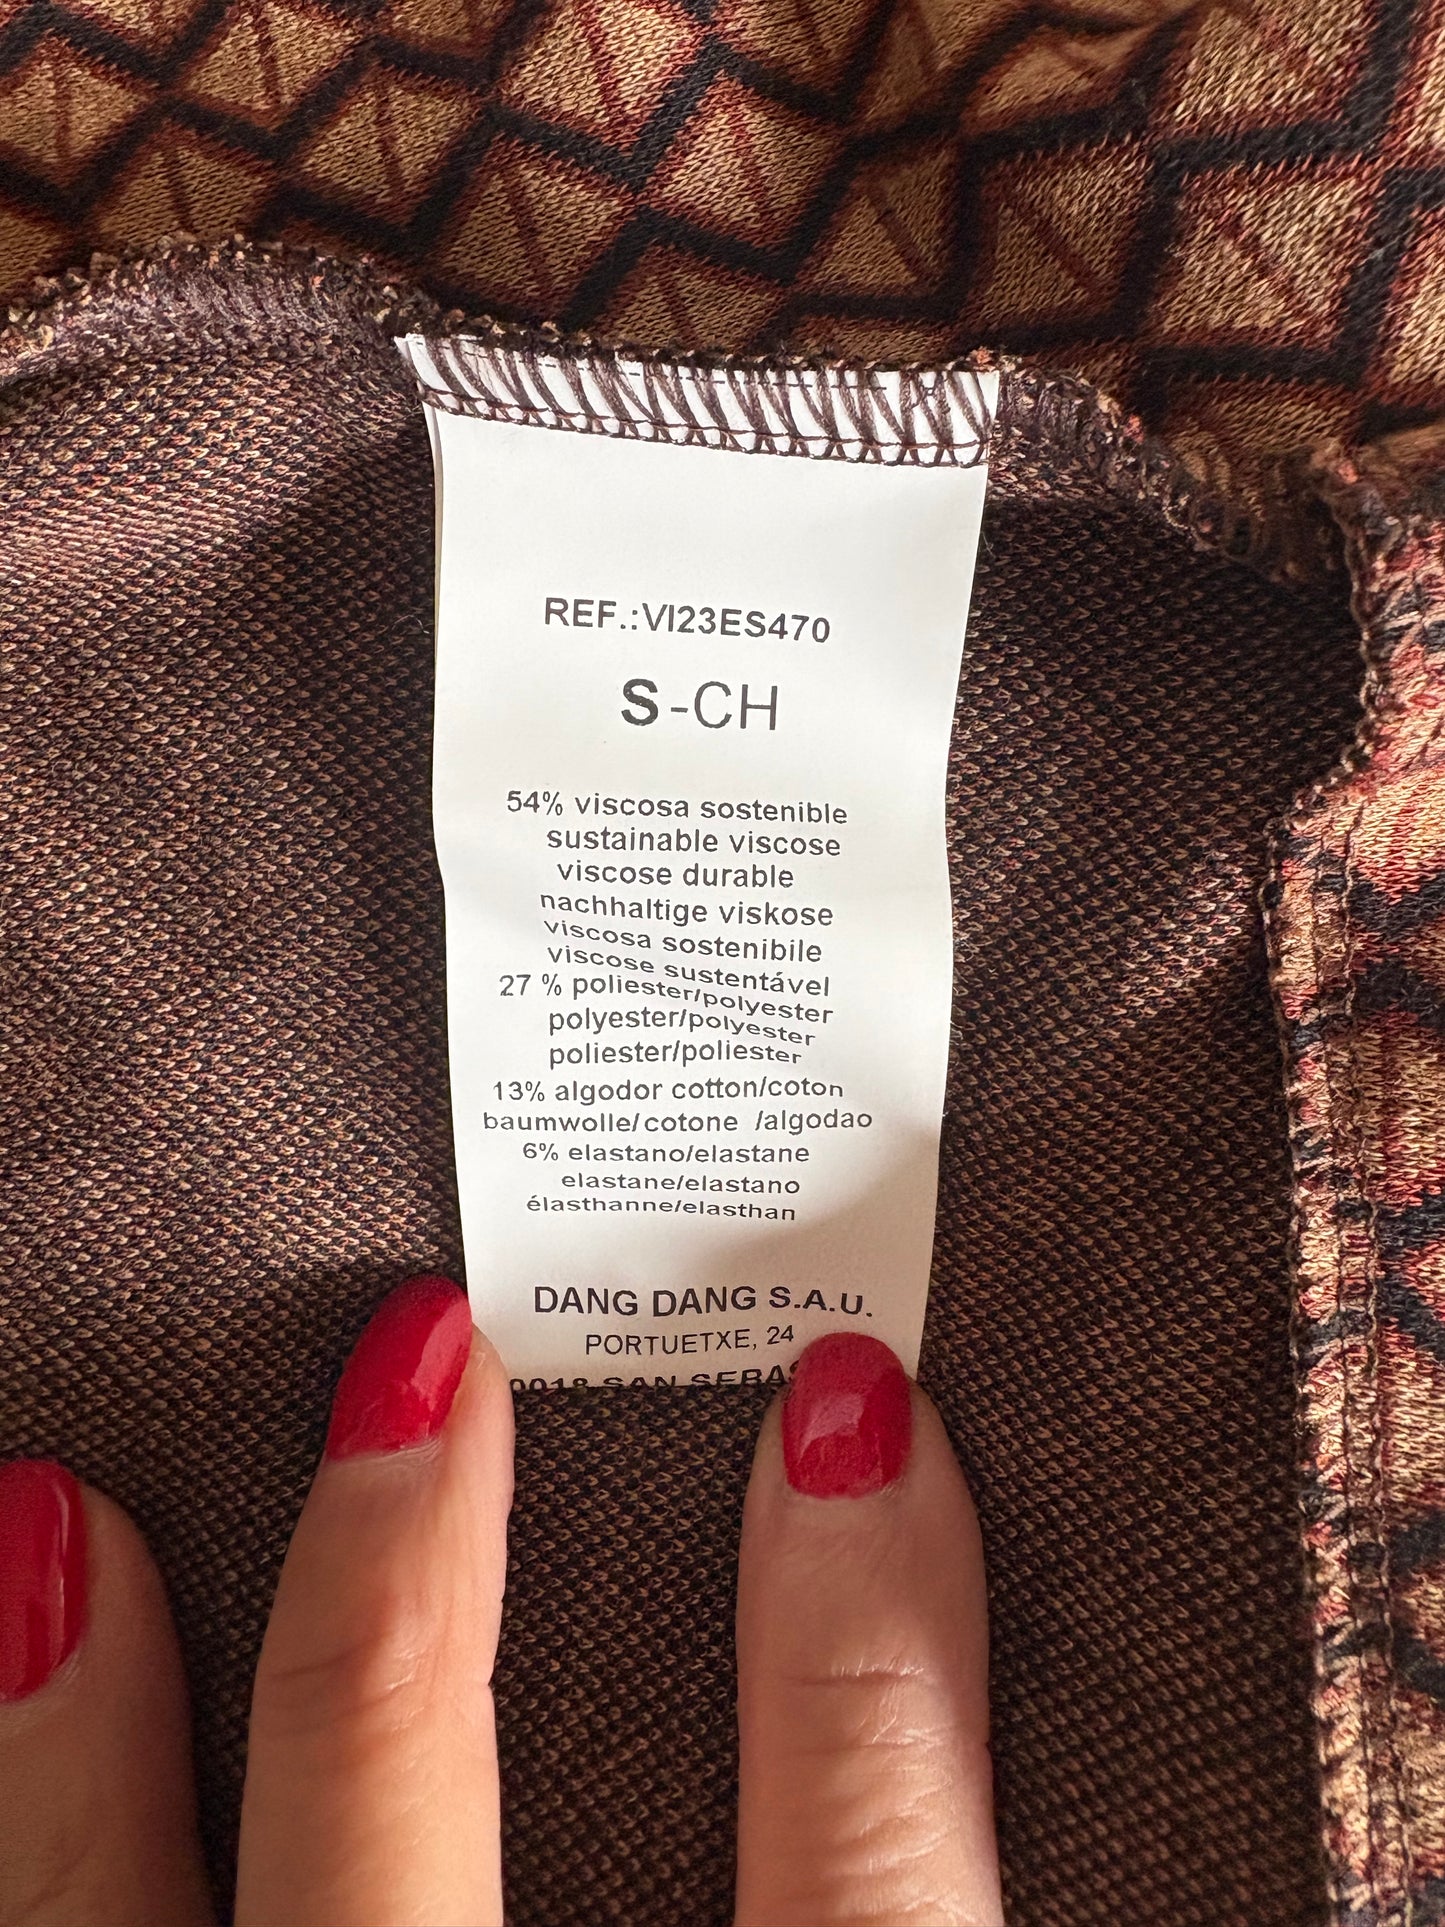 REF.:VI23ES470
S-CH
54% viscosa sostenible
sustainable viscose
viscose durable
nachhaltige viskose
viscosa sostenibile
viscose sustentável
27 % poliester/polyester
polyester/polyester
poliester/poliester
13% algodor cotton/coton
baumwolle/cotone /algodao
6% elastano/elastane
elastane/elastano
élasthanne/elasthan
DANG DANG S.A.U.
PORTUETXE, 24
SAN